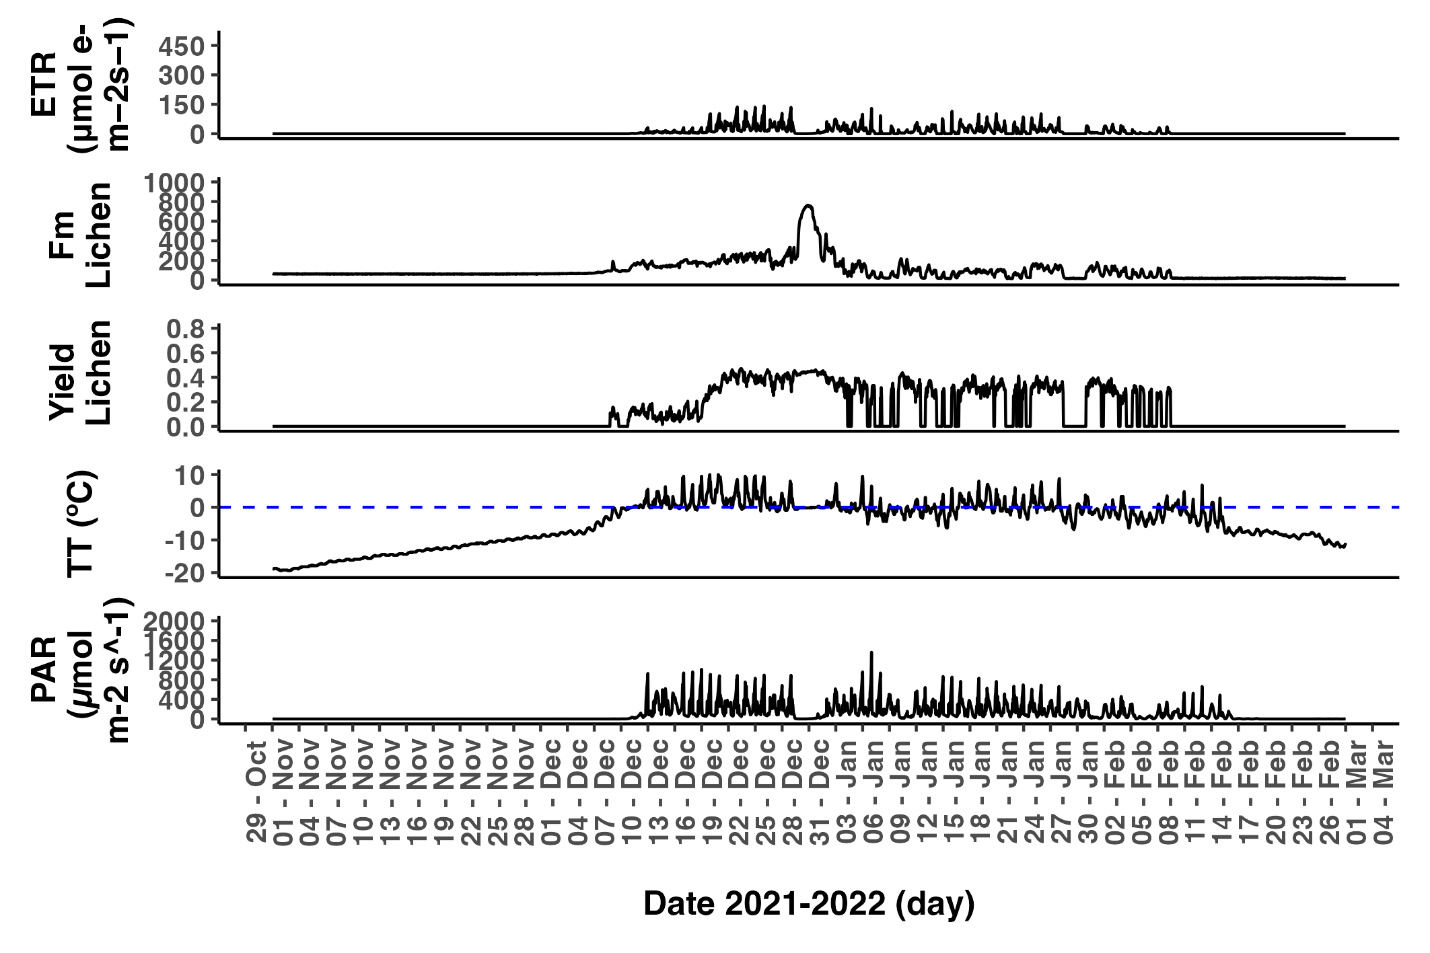 ETR
(μmol e-
m−2s−1)
450
300
150
0
Fm
Lichen
1000
800
600
400
200
0
Yield
Lichen
0.8
0.6
0.4
0.2
0.0
TT (ºC)
10
0
-10
-20
PAR
(μmol
m-2 s^-1)
2000
1600
1200
800
400
0
29 - Oct
01 - Nov
04 - Nov
07 - Nov
10 - Nov
13 - Nov
16 - Nov
19 - Nov
22 - Nov
25 - Nov
28 - Nov
01 - Dec
04 - Dec
07 - Dec
10 - Dec
13 - Dec
16 - Dec
19 - Dec
22 - Dec
25 - Dec
28 - Dec
31 - Dec
03 - Jan
06 - Jan
09 - Jan
12 - Jan
15 - Jan
18 - Jan
21 - Jan
24 - Jan
27 - Jan
30 - Jan
02 - Feb
05 - Feb
08 - Feb
11 - Feb
14 - Feb
17 - Feb
20 - Feb
23 - Feb
26 - Feb
01 - Mar
04 - Mar
Date 2021-2022 (day)